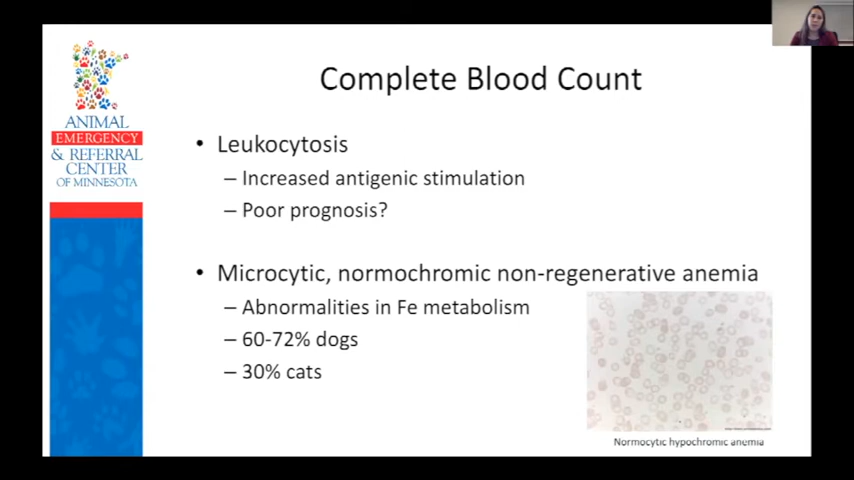 Complete Blood Count
ANIMAL
EMERGENCY
& REFERRAL
CENTER
OF MINNESOTA
• Leukocytosis
– Increased antigenic stimulation
– Poor prognosis?
• Microcytic, normochromic non-regenerative anemia
– Abnormalities in Fe metabolism
– 60-72% dogs
– 30% cats
Normocytic hypochromic anemia